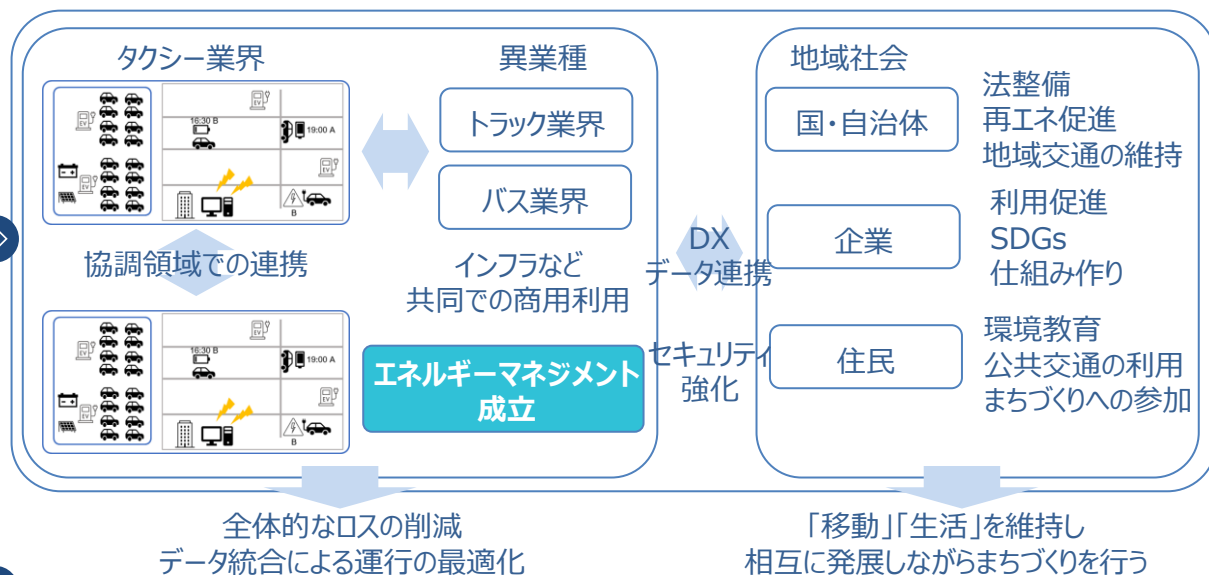 タクシー業界
EV
16:30 B
19:00 A
EV
EV
B
協調領域での連携
EV
16:30 B
19:00 A
EV
EV
B
異業種
トラック業界
バス業界
インフラなど
共同での商用利用
エネルギーマネジメント
成立
DX
データ連携
セキュリティ
強化
地域社会
国・自治体
法整備
再エネ促進
地域交通の維持
企業
利用促進
SDGs
仕組み作り
住民
環境教育
公共交通の利用
まちづくりへの参加
全体的なロスの削減
データ統合による運行の最適化
「移動」「生活」を維持し
相互に発展しながらまちづくりを行う